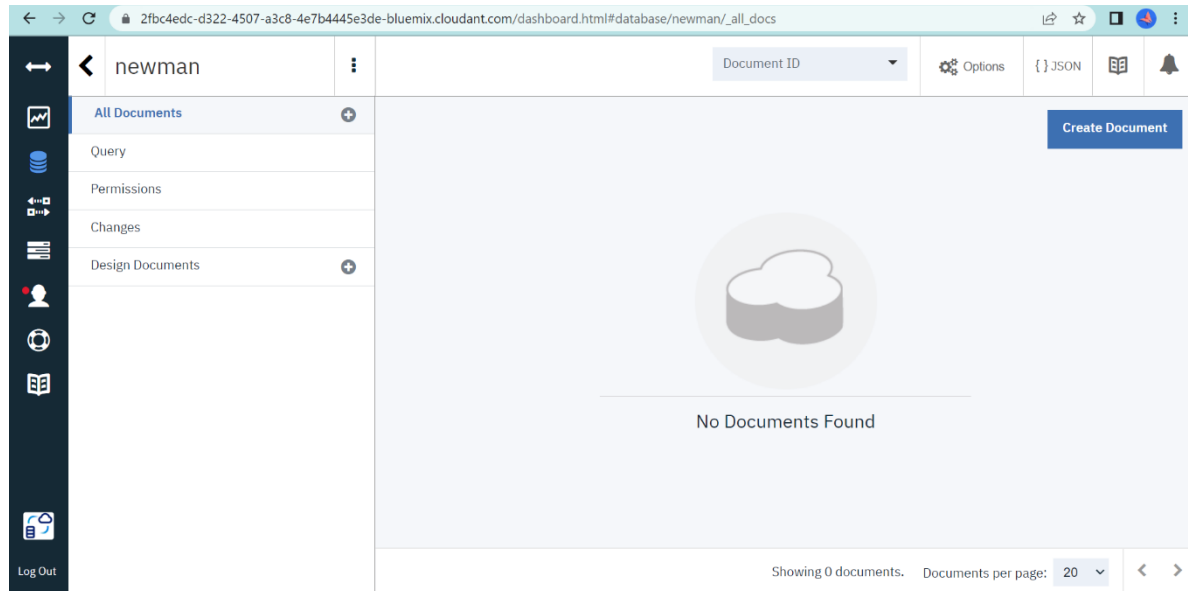 2fbc4edc-d322-4507-a3c8-4e7b4445e3de-bluemix.cloudant.com/dashboard.html#database/newman/_all_docs
newman
Document ID
Options
{ } JSON
All Documents
Create Document
Query
Permissions
Changes
Design Documents
No Documents Found
Log Out
Showing 0 documents.
Documents per page: 20